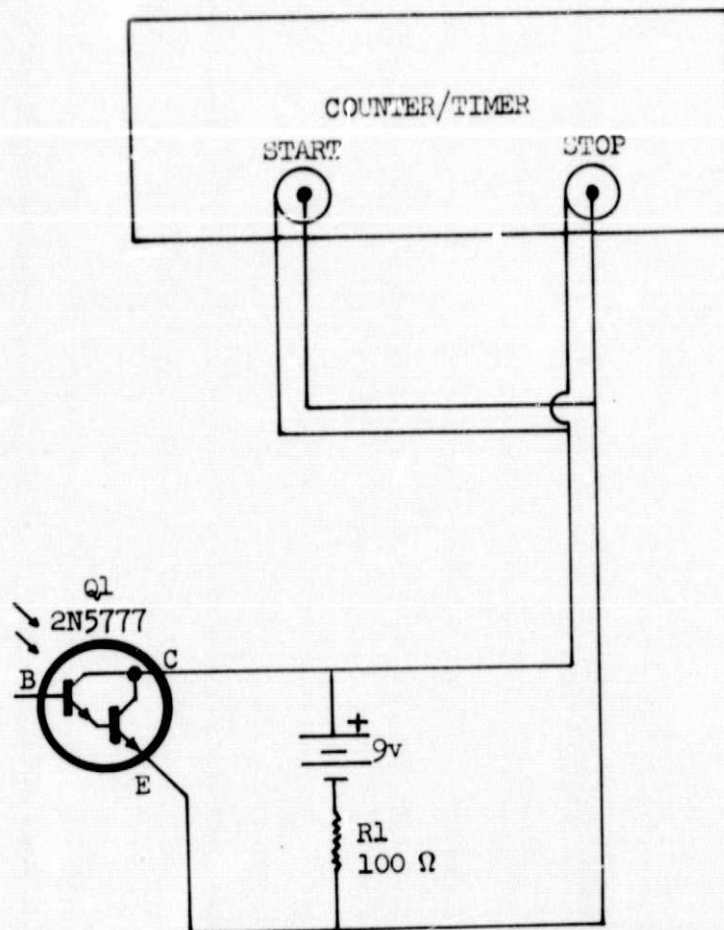 COUNTER/TIMER
START
STOP
Q1
2N5777
B
C
E
+
9v
R1
100 Ω